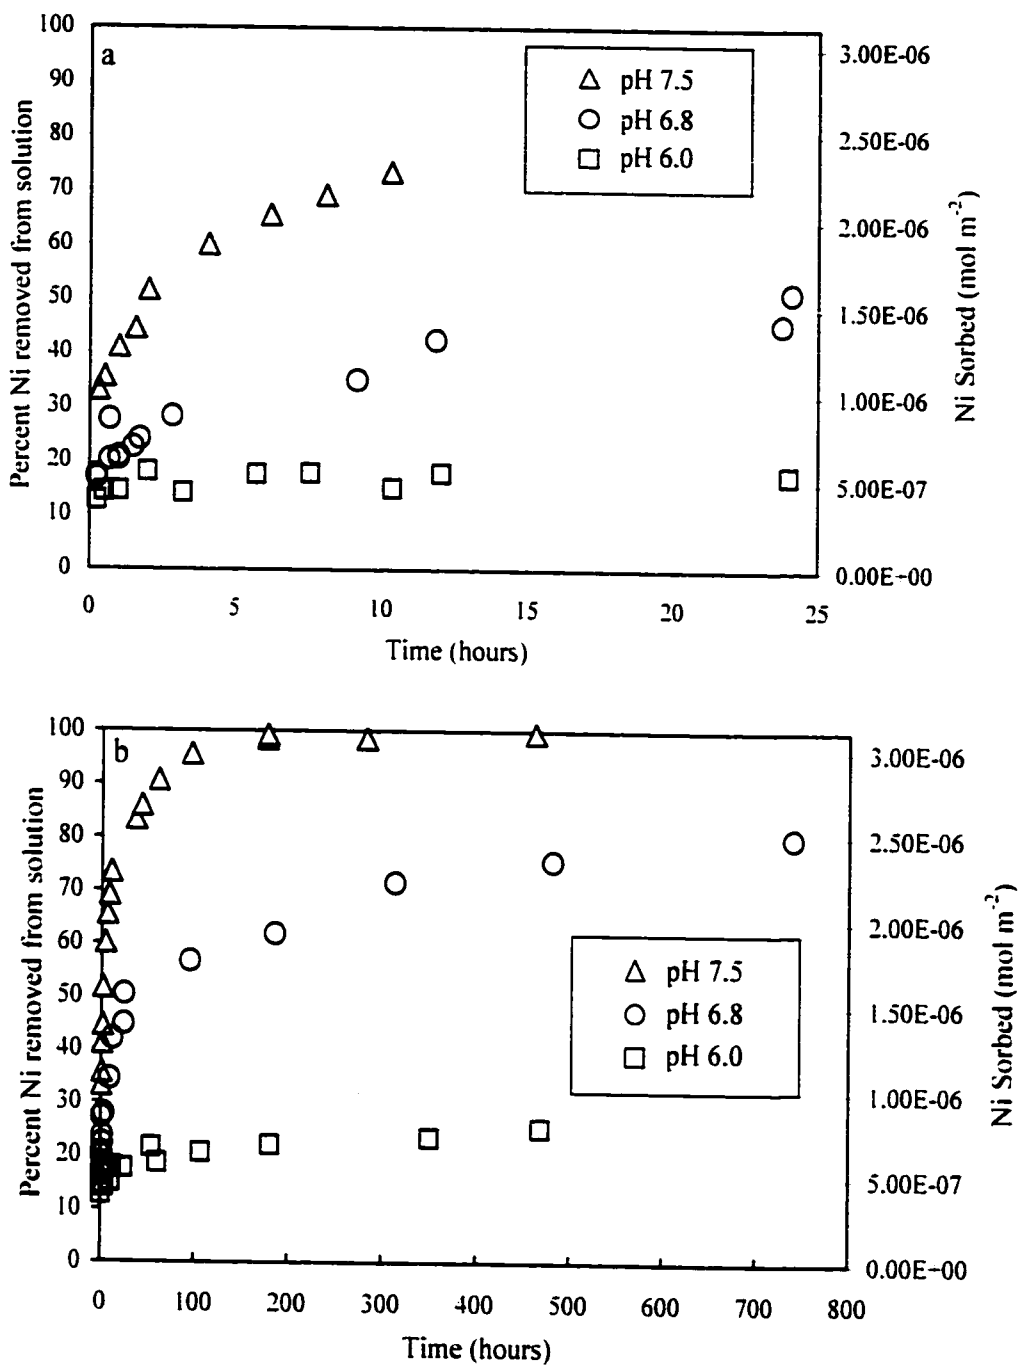 a
100
90
80
70
60
50
40
30
20
10
0
Percent Ni removed from solution
pH 7.5
pH 6.8
pH 6.0
3.00E-06
2.50E-06
2.00E-06
1.50E-06
1.00E-06
5.00E-07
0.00E+00
Ni Sorbed (mol m⁻²)
0 5 10 15 20 25
Time (hours)
b
100
90
80
70
60
50
40
30
20
10
0
Percent Ni removed from solution
pH 7.5
pH 6.8
pH 6.0
3.00E-06
2.50E-06
2.00E-06
1.50E-06
1.00E-06
5.00E-07
0.00E+00
Ni Sorbed (mol m⁻²)
0 100 200 300 400 500 600 700 800
Time (hours)